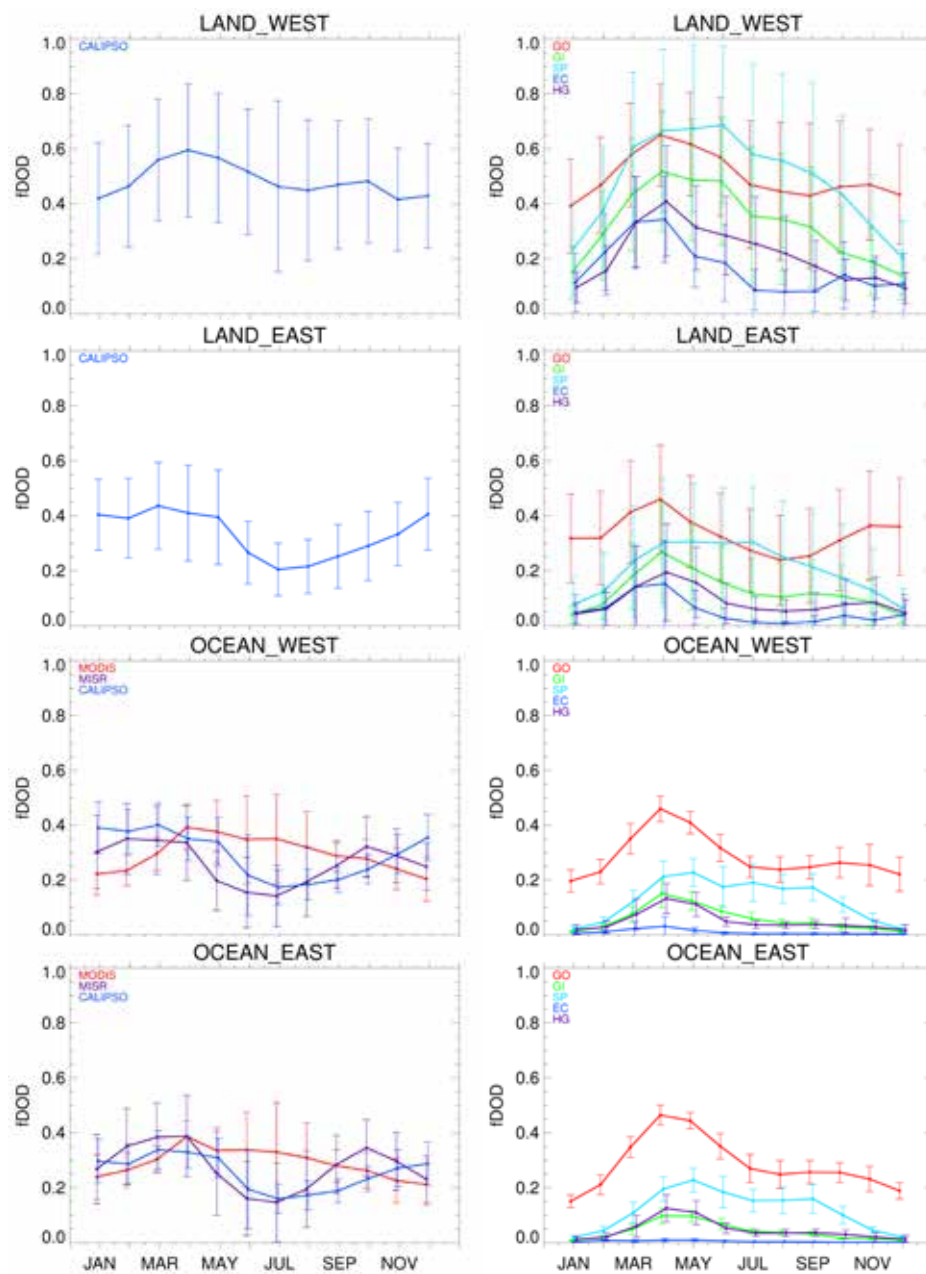 LAND_WEST
CALIPSO
fDOD
1.0
0.8
0.6
0.4
0.2
0.0
LAND_WEST
GO
GI
SP
EC
HG
fDOD
1.0
0.8
0.6
0.4
0.2
0.0
LAND_EAST
CALIPSO
fDOD
1.0
0.8
0.6
0.4
0.2
0.0
LAND_EAST
GO
GI
SP
EC
HG
fDOD
1.0
0.8
0.6
0.4
0.2
0.0
OCEAN_WEST
MODIS
MISR
CALIPSO
fDOD
1.0
0.8
0.6
0.4
0.2
0.0
OCEAN_WEST
GO
GI
SP
EC
HG
fDOD
1.0
0.8
0.6
0.4
0.2
0.0
OCEAN_EAST
MODIS
MISR
CALIPSO
fDOD
1.0
0.8
0.6
0.4
0.2
0.0
JAN MAR MAY JUL SEP NOV
OCEAN_EAST
GO
GI
SP
EC
HG
fDOD
1.0
0.8
0.6
0.4
0.2
0.0
JAN MAR MAY JUL SEP NOV